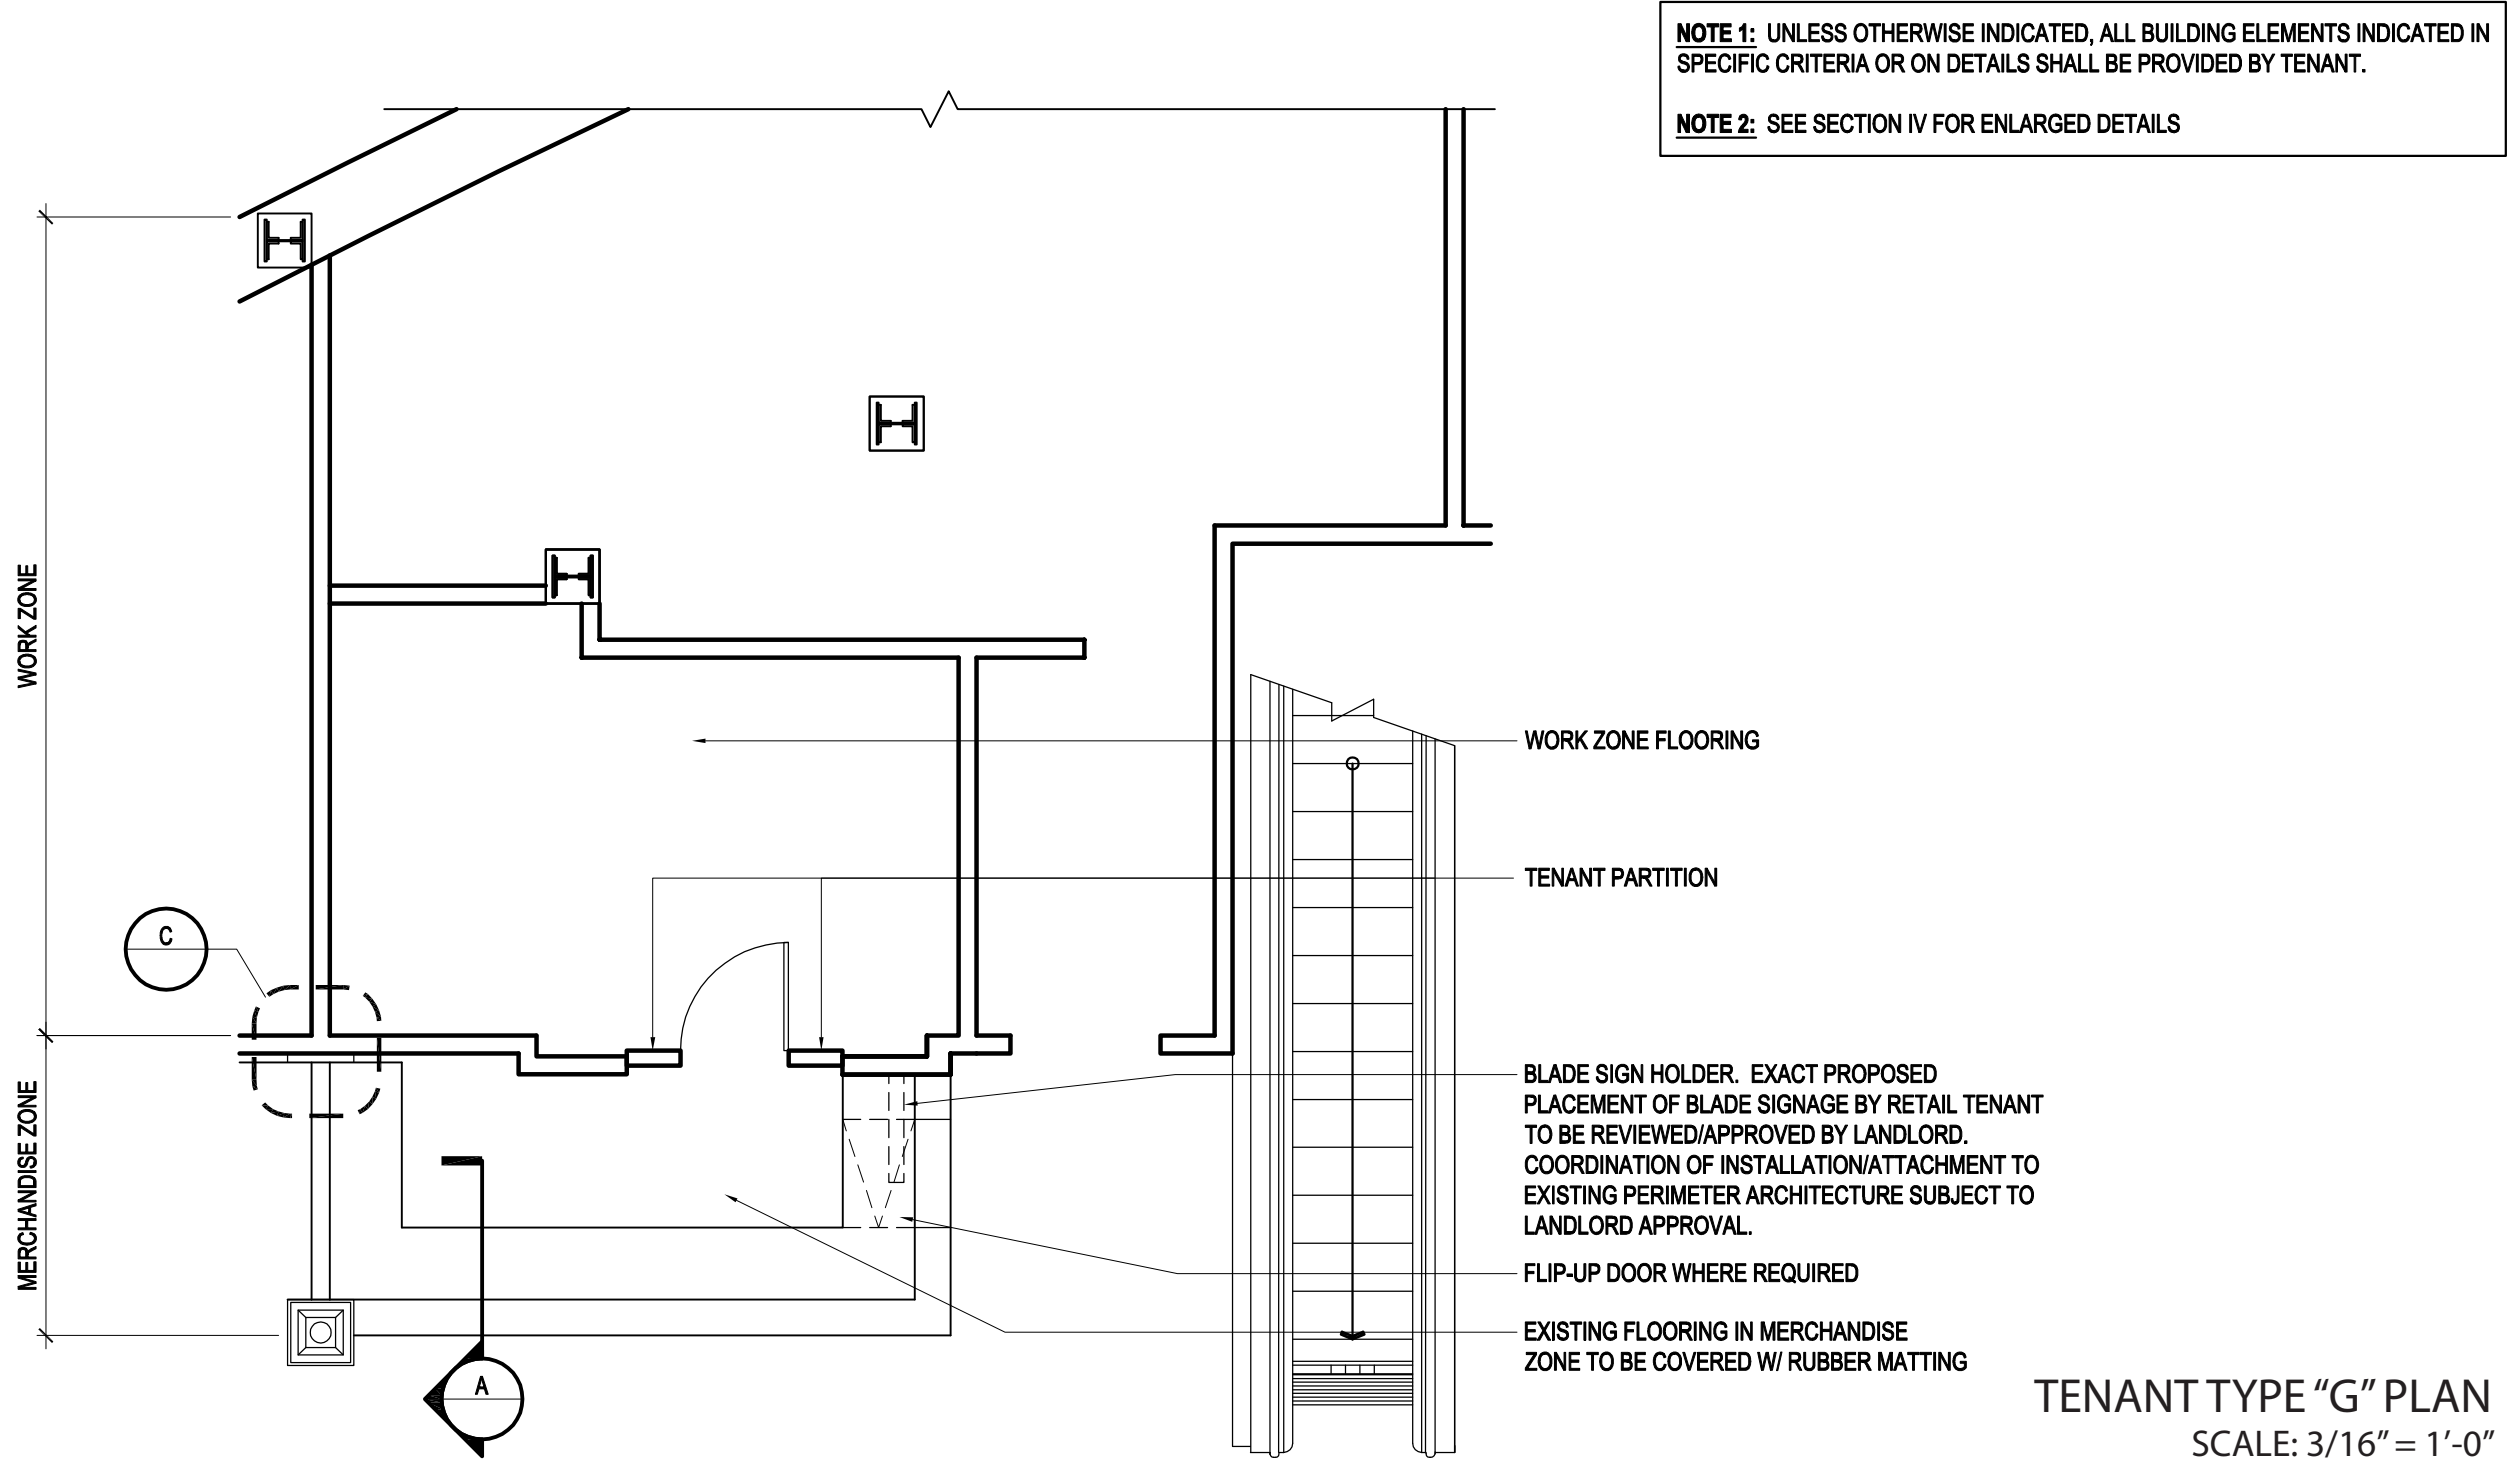 NOTE 1: UNLESS OTHERWISE INDICATED, ALL BUILDING ELEMENTS INDICATED IN
SPECIFIC CRITERIA OR ON DETAILS SHALL BE PROVIDED BY TENANT.
NOTE 2: SEE SECTION IV FOR ENLARGED DETAILS
WORK ZONE
MERCHANDISE ZONE
C
A
WORK ZONE FLOORING
TENANT PARTITION
BLADE SIGN HOLDER. EXACT PROPOSED
PLACEMENT OF BLADE SIGNAGE BY RETAIL TENANT
TO BE REVIEWED/APPROVED BY LANDLORD.
COORDINATION OF INSTALLATION/ATTACHMENT TO
EXISTING PERIMETER ARCHITECTURE SUBJECT TO
LANDLORD APPROVAL.
FLIP-UP DOOR WHERE REQUIRED
EXISTING FLOORING IN MERCHANDISE
ZONE TO BE COVERED W/ RUBBER MATTING
TENANT TYPE “G” PLAN
SCALE: 3/16” = 1’-0”